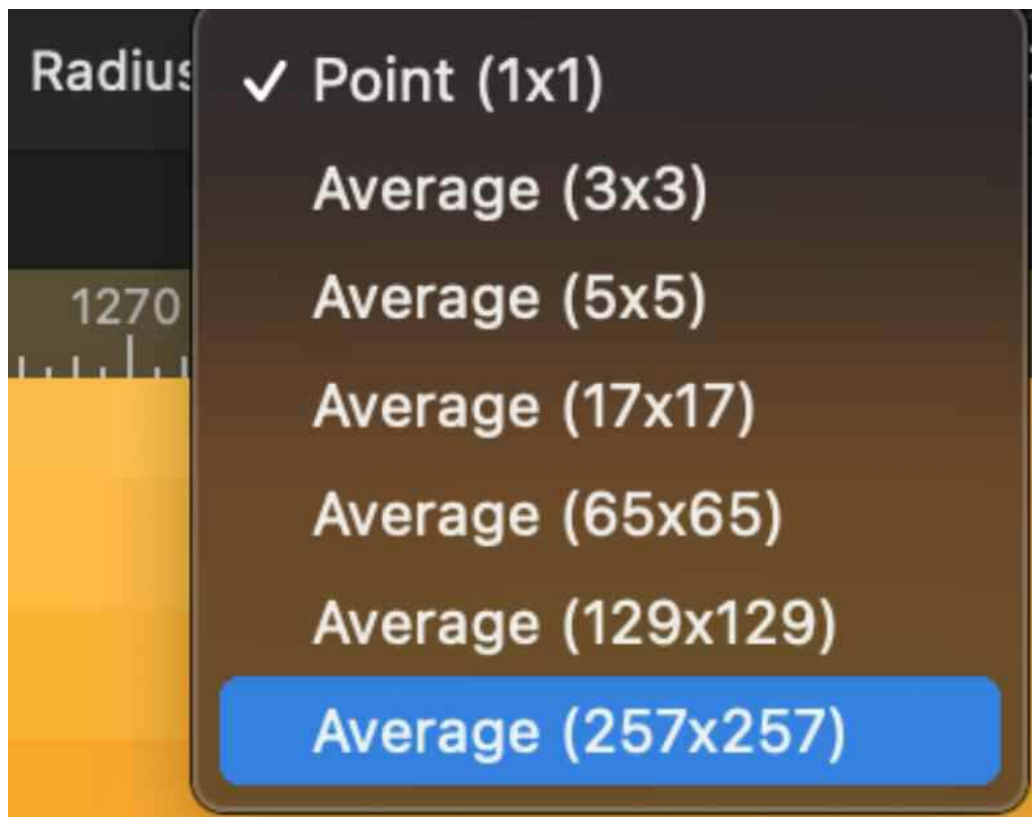 Radius
✓ Point (1x1)
Average (3x3)
Average (5x5)
1270
Average (17x17)
Average (65x65)
Average (129x129)
Average (257x257)